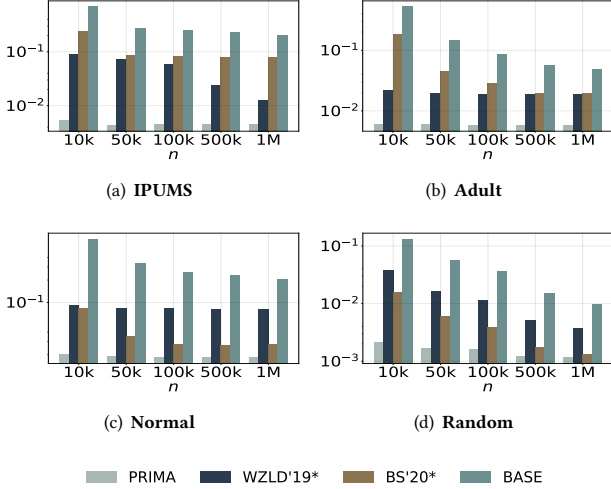 10⁻¹
10⁻²
10k 50k 100k 500k 1M
n
(a) IPUMS
10⁻¹
10⁻²
10k 50k 100k 500k 1M
n
(b) Adult
10⁻¹
10k 50k 100k 500k 1M
n
(c) Normal
10⁻¹
10⁻²
10⁻³
10k 50k 100k 500k 1M
n
(d) Random
PRIMA WZLD'19* BS'20* BASE